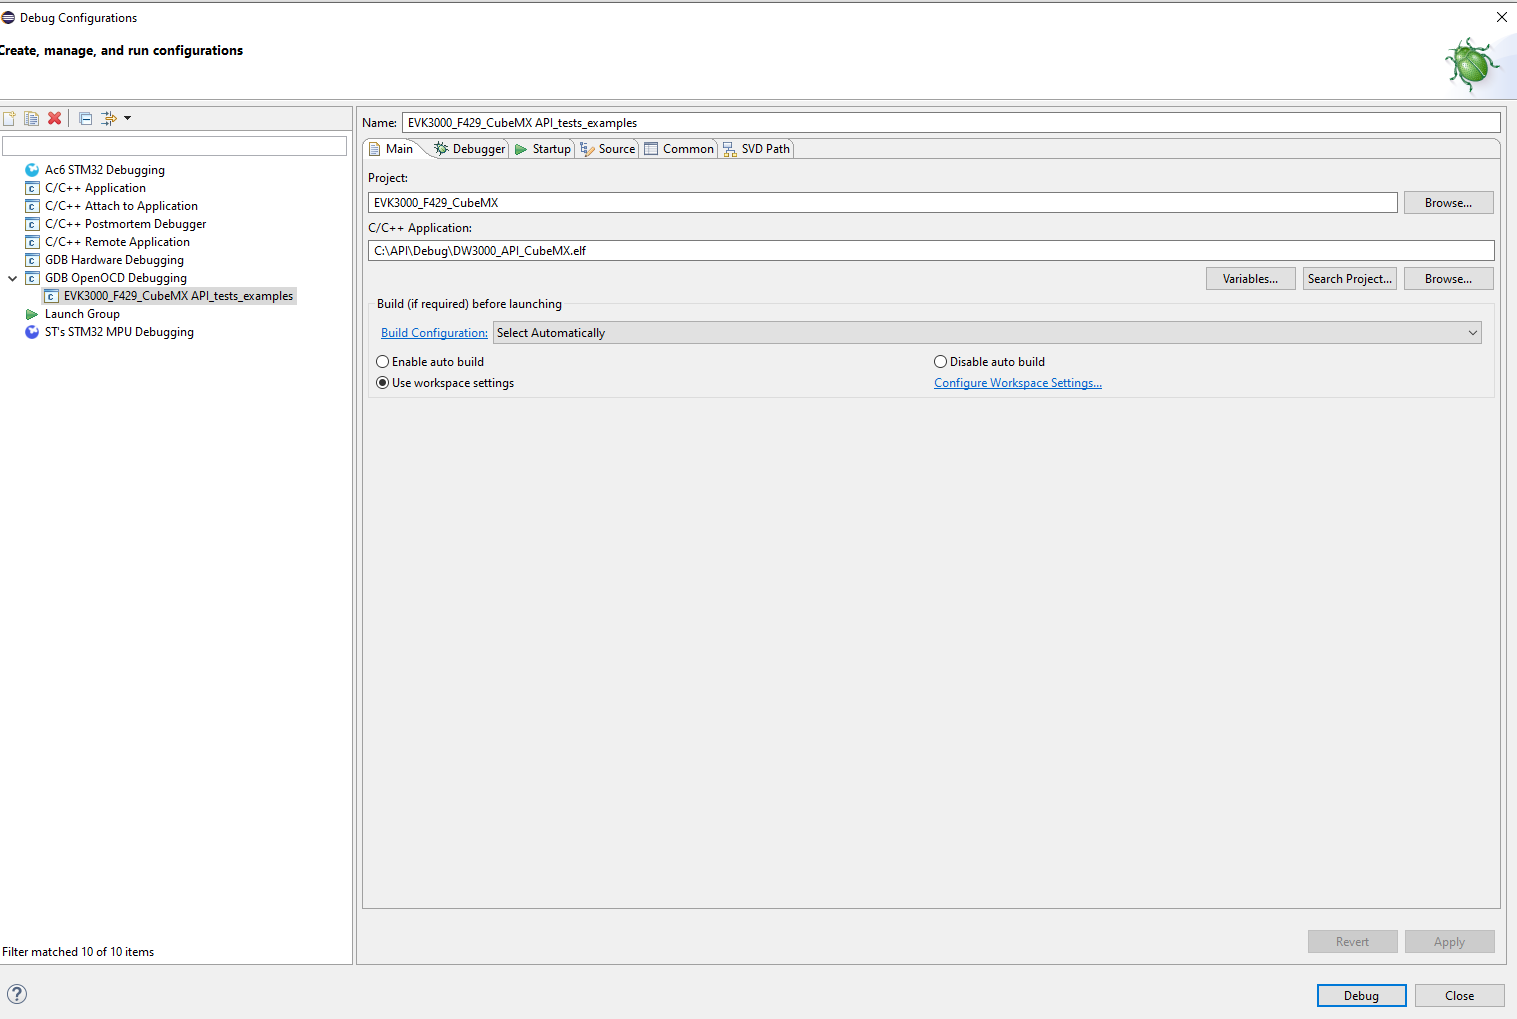 Debug Configurations
Create, manage, and run configurations
Name: EVK3000_F429_CubeMX API_tests_examples
Main Debugger Startup Source Common SVD Path
Ac6 STM32 Debugging
C/C++ Application
C/C++ Attach to Application
C/C++ Postmortem Debugger
C/C++ Remote Application
GDB Hardware Debugging
GDB OpenOCD Debugging
EVK3000_F429_CubeMX API_tests_examples
Launch Group
ST's STM32 MPU Debugging
Filter matched 10 of 10 items
Project:
EVK3000_F429_CubeMX Browse...
C/C++ Application:
C:\API\Debug\DW3000_API_CubeMX.elf
Variables... Search Project... Browse...
Build (if required) before launching
Build Configuration: Select Automatically
Enable auto build Disable auto build
Use workspace settings Configure Workspace Settings...
Revert Apply
Debug Close